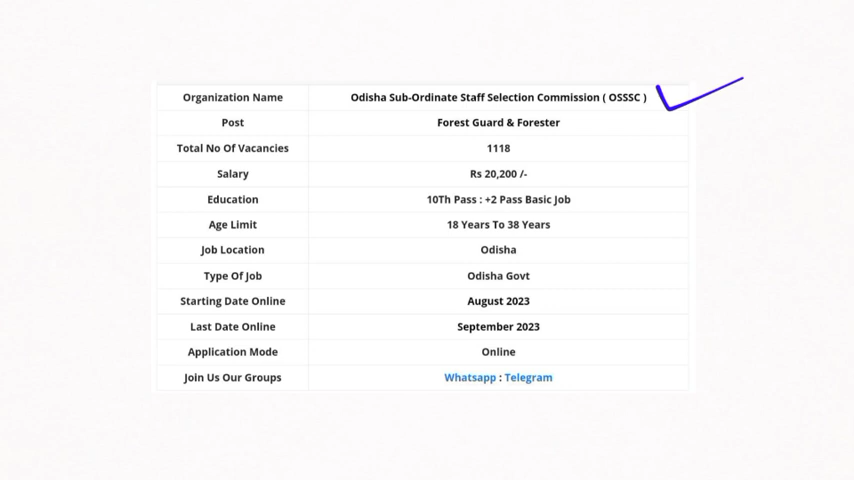 Organization Name Odisha Sub-Ordinate Staff Selection Commission ( OSSSC )
Post Forest Guard & Forester
Total No Of Vacancies 1118
Salary Rs 20,200 /-
Education 10Th Pass : +2 Pass Basic Job
Age Limit 18 Years To 38 Years
Job Location Odisha
Type Of Job Odisha Govt
Starting Date Online August 2023
Last Date Online September 2023
Application Mode Online
Join Us Our Groups Whatsapp : Telegram